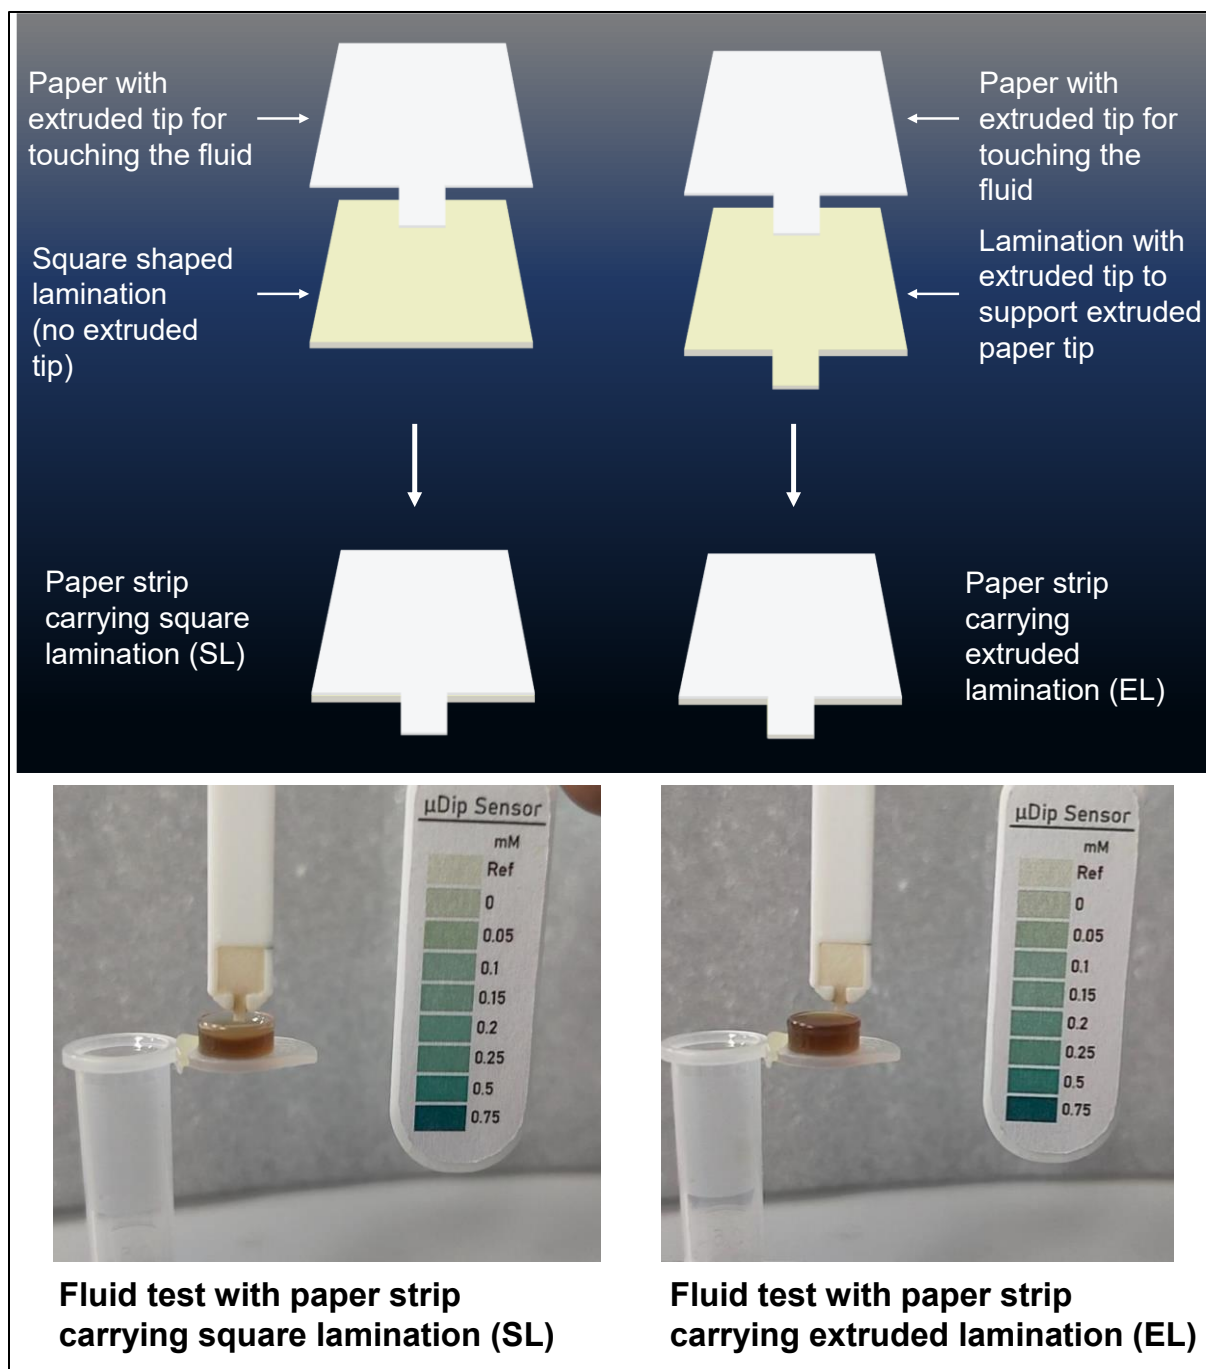 Paper with
extruded tip for
touching the fluid
Square shaped
lamination
(no extruded
tip)
Paper with
extruded tip for
touching the
fluid
Lamination with
extruded tip to
support extruded
paper tip
Paper strip
carrying square
lamination (SL)
Paper strip
carrying
extruded
lamination (EL)
µDip Sensor
mM
Ref
0
0.05
0.1
0.15
0.2
0.25
0.5
0.75
µDip Sensor
mM
Ref
0
0.05
0.1
0.15
0.2
0.25
0.5
0.75
Fluid test with paper strip
carrying square lamination (SL)
Fluid test with paper strip
carrying extruded lamination (EL)